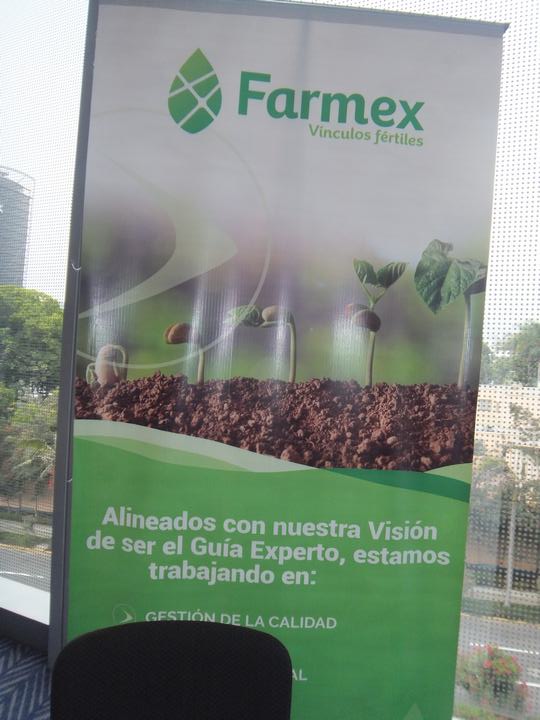 Farmex
Vínculos fértiles
Alineados con nuestra Visión
de ser el Guía Experto, estamos
trabajando en:
GESTIÓN DE LA CALIDAD